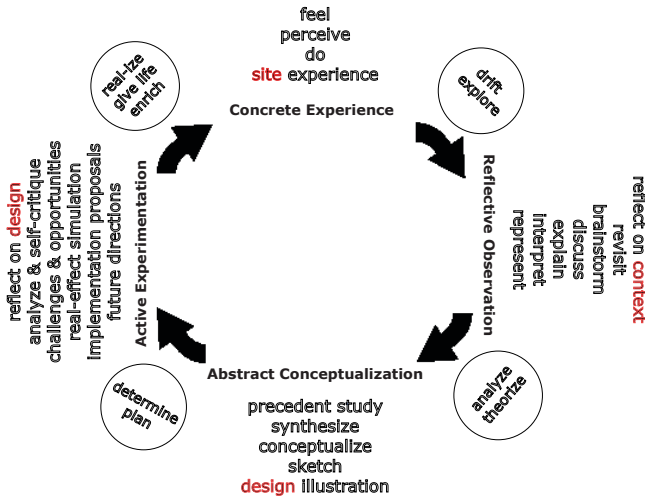 feel
perceive
do
site experience
Concrete Experience
drift
explore
Reflective Observation
reflect on context
revisit
brainstorm
discuss
explain
interpret
represent
analyze
theorize
Abstract Conceptualization
precedent study
synthesize
conceptualize
sketch
design illustration
determine
plan
reflect on design
analyze & self-critique
challenges & opportunities
real-effect simulation
implementation proposals
future directions
Active Experimentation
real-ize
give life
enrich